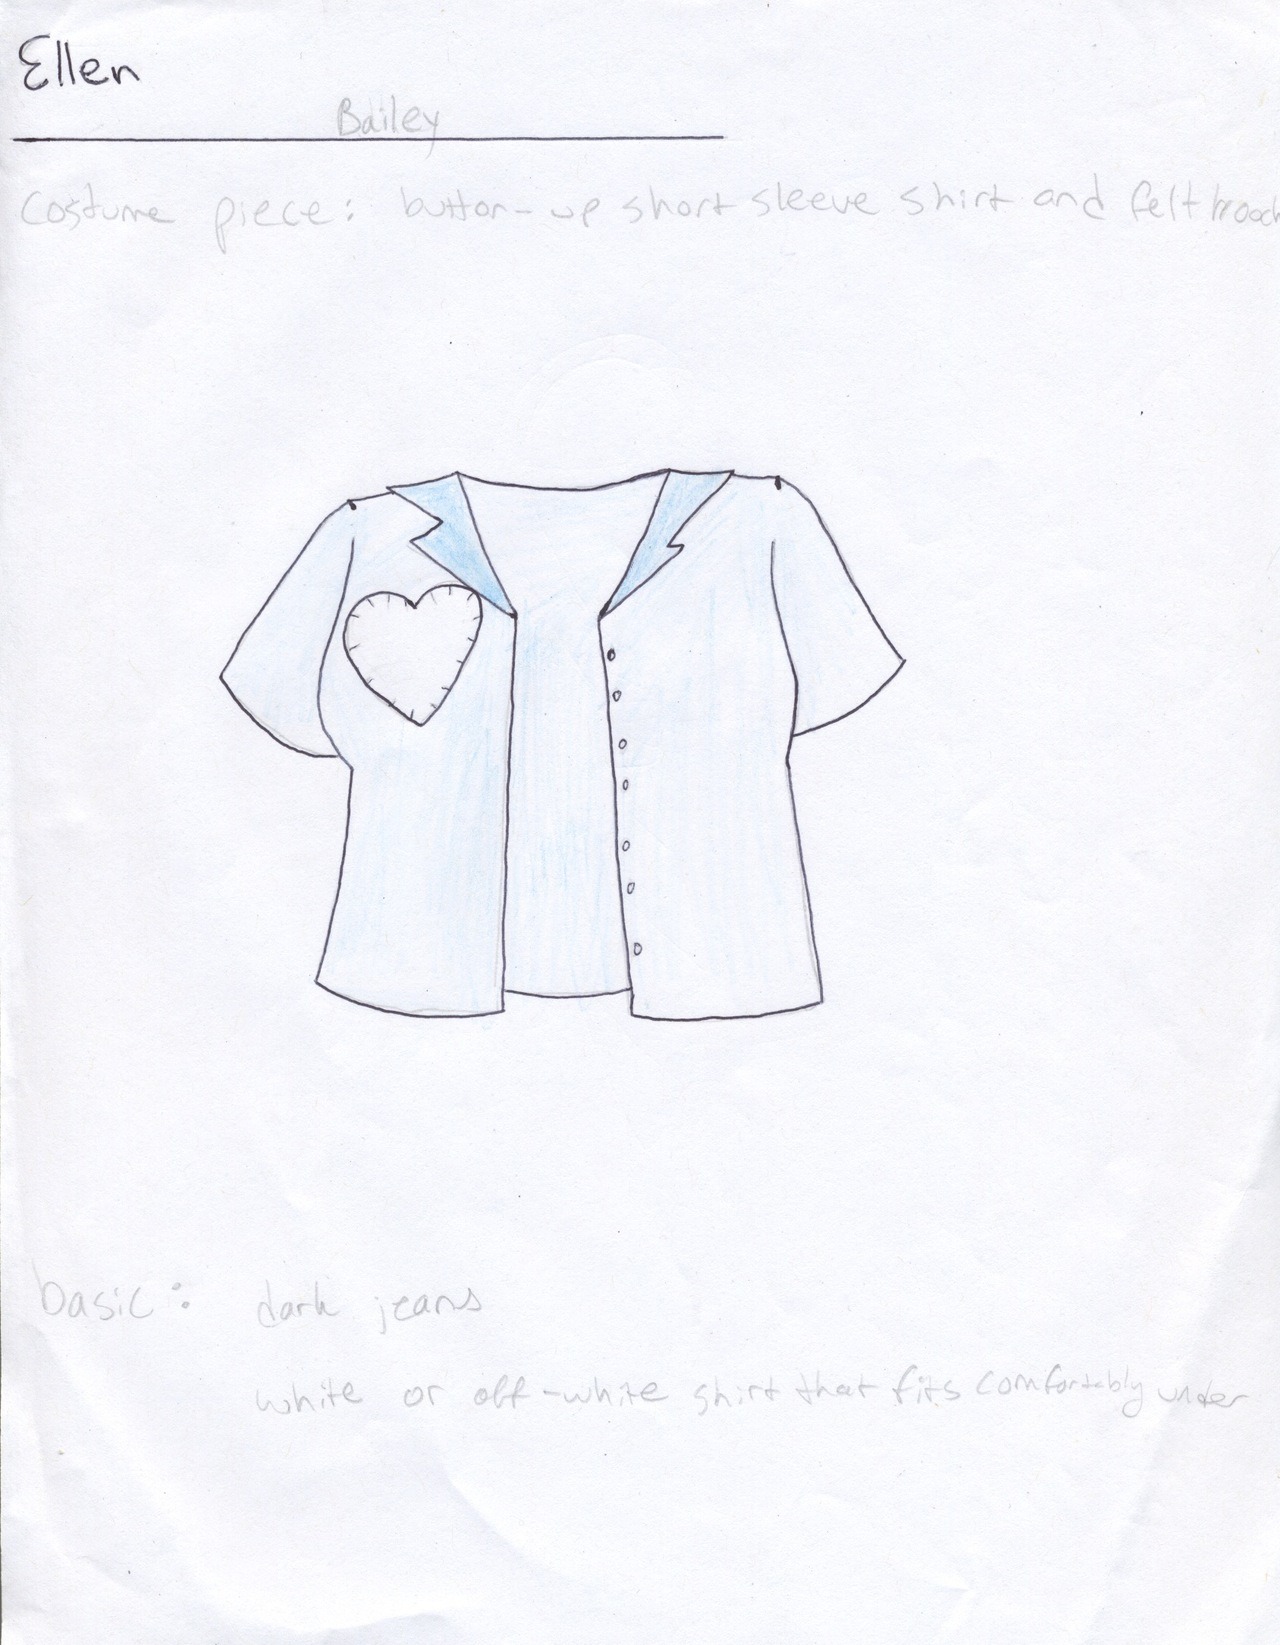 Ellen
Bailey
costume piece: button-up short sleeve shirt and felt brooch
basic: dark jeans
white or off-white shirt that fits comfortably under